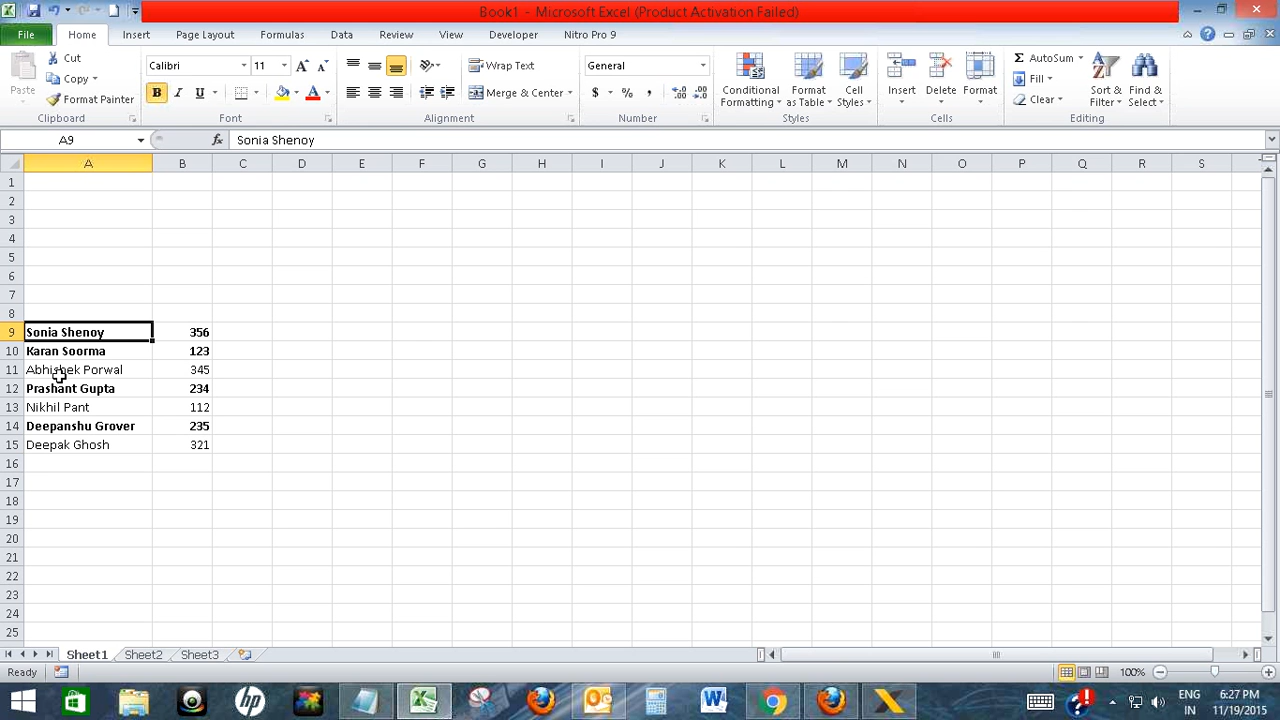 Book1 - Microsoft Excel (Product Activation Failed)
File Home Insert Page Layout Formulas Data Review View Developer Nitro Pro 9
Paste Cut Copy Format Painter Clipboard
Calibri 11 B I U A A A Font
Wrap Text Merge & Center Alignment
General $ % , .0 .00 .00 .0 Number
Conditional Formatting Format as Table Cell Styles Styles
Insert Delete Format Cells
Σ AutoSum Fill Clear Sort & Filter Find & Select Editing
A9 fx Sonia Shenoy
A B C D E F G H I J K L M N O P Q R S
1
2
3
4
5
6
7
8
9 Sonia Shenoy 356
10 Karan Soorma 123
11 Abhishek Porwal 345
12 Prashant Gupta 234
13 Nikhil Pant 112
14 Deepanshu Grover 235
15 Deepak Ghosh 321
16
17
18
19
20
21
22
23
24
25
Sheet1 Sheet2 Sheet3
Ready 100%
hp ENG 6:27 PM
IN 11/19/2015